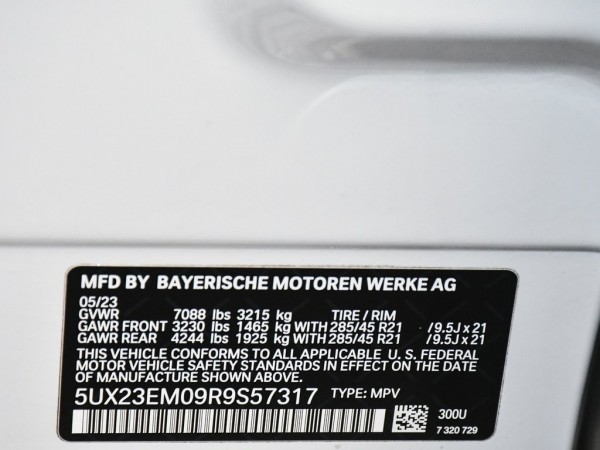 MFD BY BAYERISCHE MOTOREN WERKE AG
05/23
GVWR 7088 lbs 3215 kg TIRE / RIM
GAWR FRONT 3230 lbs 1465 kg WITH 285/45 R21 /9.5J x 21
GAWR REAR 4244 lbs 1925 kg WITH 285/45 R21 /9.5J x 21
THIS VEHICLE CONFORMS TO ALL APPLICABLE U. S. FEDERAL
MOTOR VEHICLE SAFETY STANDARDS IN EFFECT ON THE DATE
OF MANUFACTURE SHOWN ABOVE.
5UX23EM09R9S57317 TYPE: MPV
300U
7 320 729